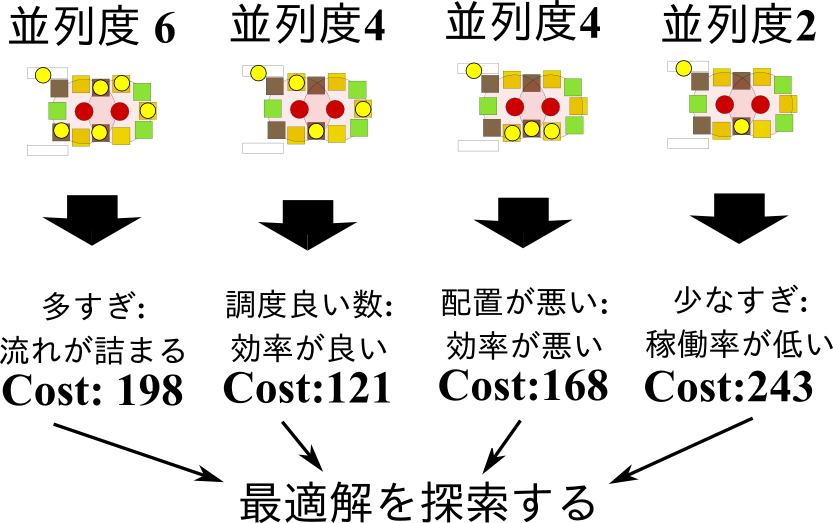 並列度 6
並列度4
並列度4
並列度2
多すぎ:
流れが詰まる
Cost: 198
調度良い数:
効率が良い
Cost:121
配置が悪い:
効率が悪い
Cost:168
少なすぎ:
稼働率が低い
Cost:243
最適解を探索する